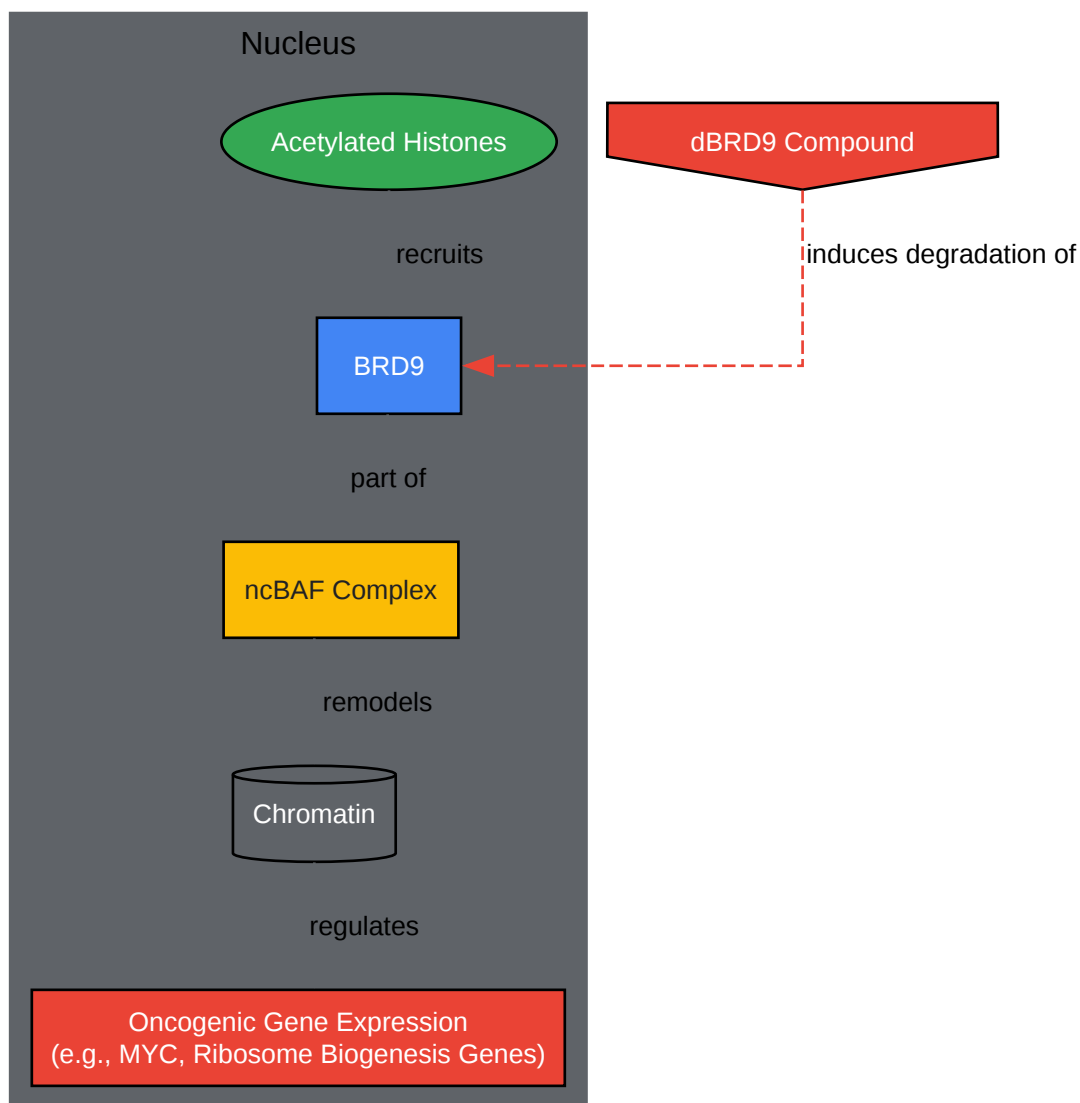 Nucleus
Acetylated Histones
dBRD9 Compound
recruits
induces degradation of
BRD9
part of
ncBAF Complex
remodels
Chromatin
regulates
Oncogenic Gene Expression
(e.g., MYC, Ribosome Biogenesis Genes)